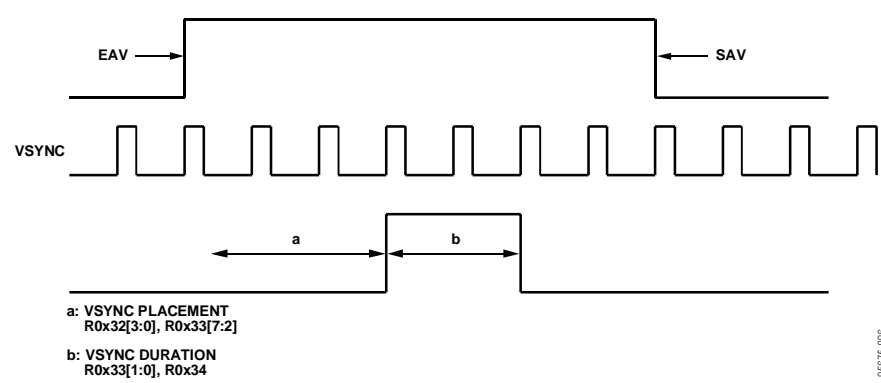 EAV
SAV
VSYNC
a
b
a: VSYNC PLACEMENT
R0x32[3:0], R0x33[7:2]
b: VSYNC DURATION
R0x33[1:0], R0x34